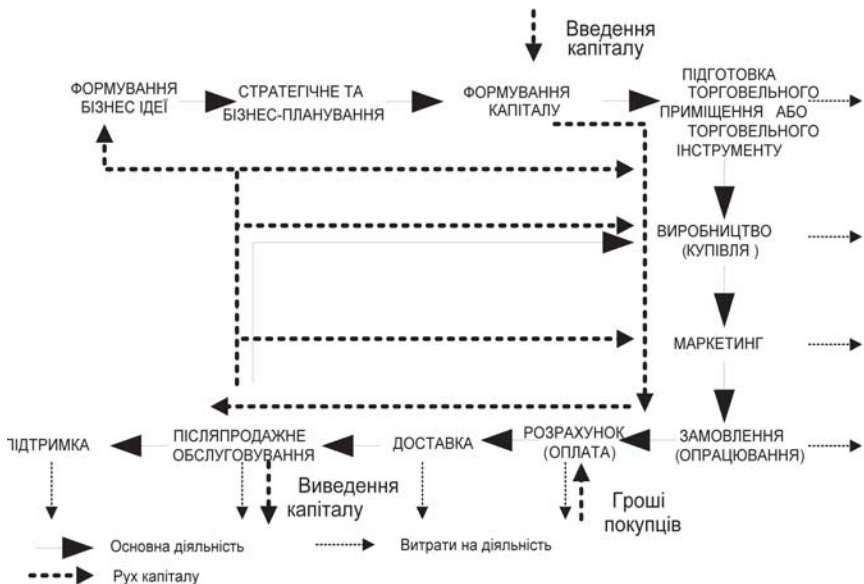 Введення
капіталу
ФОРМУВАННЯ
БІЗНЕС ІДЕЇ
СТРАТЕГІЧНЕ ТА
БІЗНЕС-ПЛАНУВАННЯ
ФОРМУВАННЯ
КАПІТАЛУ
ПІДГОТОВКА
ТОРГОВЕЛЬНОГО
ПРИМІЩЕННЯ АБО
ТОРГОВЕЛЬНОГО
ІНСТРУМЕНТУ
ВИРОБНИЦТВО
(КУПІВЛЯ )
МАРКЕТИНГ
ЗАМОВЛЕННЯ
(ОПРАЦЮВАННЯ)
РОЗРАХУНОК
(ОПЛАТА)
ДОСТАВКА
ПІСЛЯПРОДАЖНЕ
ОБСЛУГОВУВАННЯ
ПІДТРИМКА
Виведення
капіталу
Гроші
покупців
Основна діяльність
Витрати на діяльність
Рух капіталу